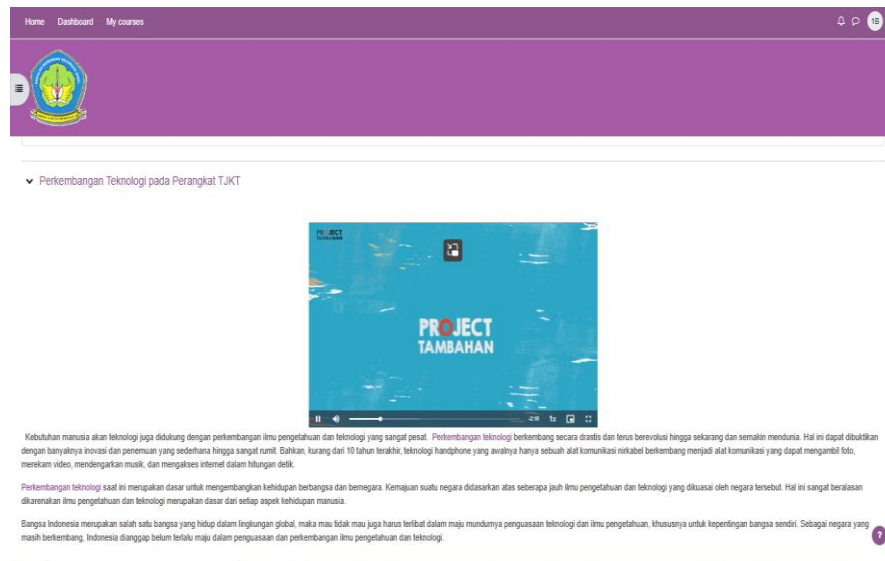 Home Dashboard My courses
1B
Perkembangan Teknologi pada Perangkat TJKT
PROJECT
TAMBAHAN
PROJECT
TAMBAHAN
1x
Kebutuhan manusia akan teknologi juga didukung dengan perkembangan ilmu pengetahuan dan teknologi yang sangat pesat. Perkembangan teknologi berkembang secara drastis dan terus berevolusi hingga sekarang dan semakin mendunia. Hal ini dapat dibuktikan
dengan banyaknya inovasi dan penemuan yang sederhana hingga sangat rumit. Bahkan, kurang dari 10 tahun terakhir, teknologi handphone yang awalnya hanya sebuah alat komunikasi nirkabel berkembang menjadi alat komunikasi yang dapat mengambil foto,
merekam video, mendengarkan musik, dan mengakses internet dalam hitungan detik.
Perkembangan teknologi saat ini merupakan dasar untuk mengembangkan kehidupan berbangsa dan bernegara. Kemajuan suatu negara didasarkan atas seberapa jauh ilmu pengetahuan dan teknologi yang dikuasai oleh negara tersebut. Hal ini sangat beralasan
dikarenakan ilmu pengetahuan dan teknologi merupakan dasar dari setiap aspek kehidupan manusia.
Bangsa Indonesia merupakan salah satu bangsa yang hidup dalam lingkungan global, maka mau tidak mau juga harus terlibat dalam maju mundurnya penguasaan teknologi dan ilmu pengetahuan, khususnya untuk kepentingan bangsa sendiri. Sebagai negara yang
masih berkembang, Indonesia dianggap belum terlalu maju dalam penguasaan dan perkembangan ilmu pengetahuan dan teknologi.
?